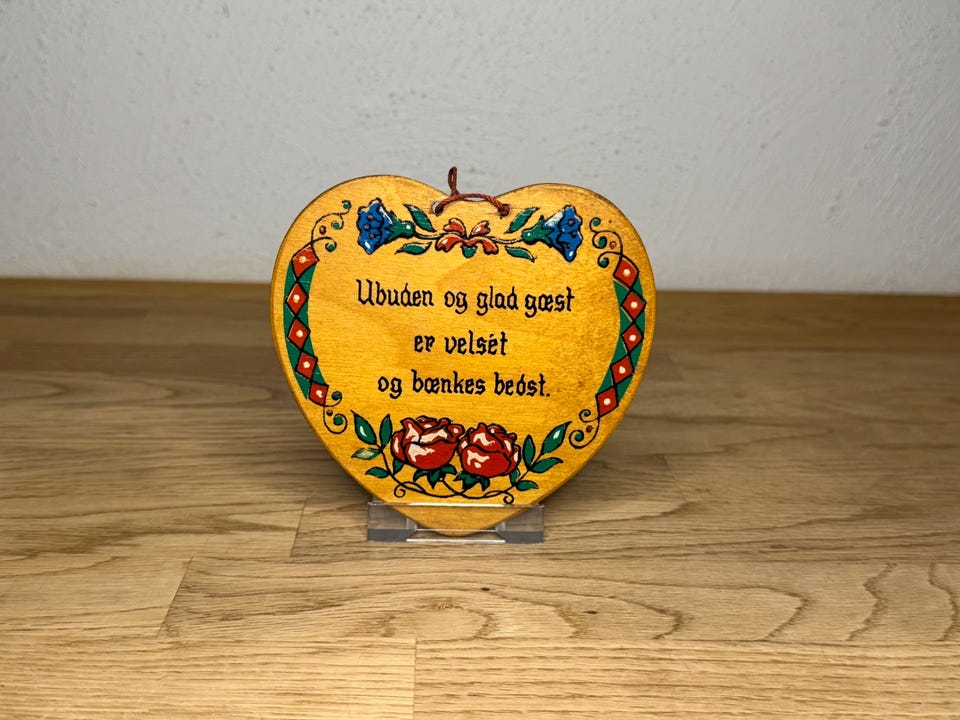 Ubuden og glad gæst
er velsét
og bænkes bedst.